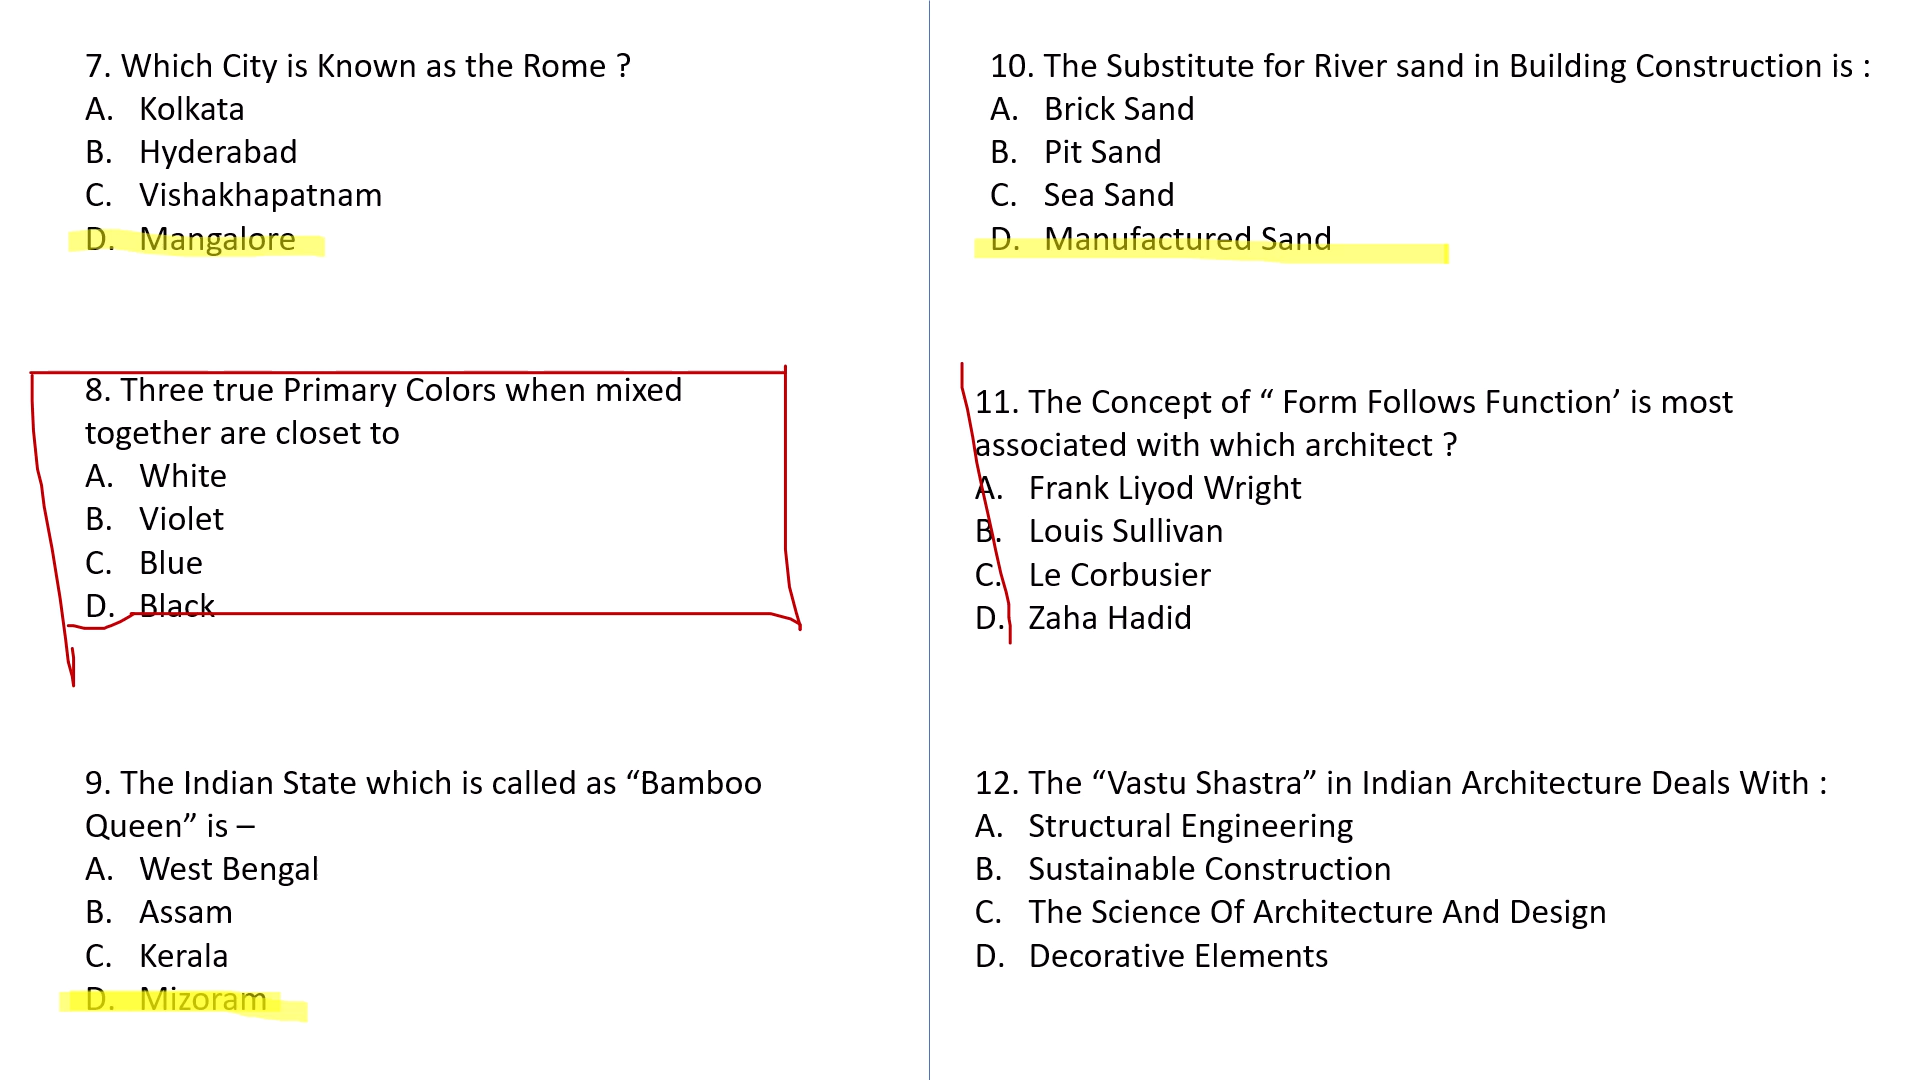 7. Which City is Known as the Rome ?
A. Kolkata
B. Hyderabad
C. Vishakhapatnam
D. Mangalore
8. Three true Primary Colors when mixed
together are closet to
A. White
B. Violet
C. Blue
D. Black
9. The Indian State which is called as “Bamboo
Queen” is –
A. West Bengal
B. Assam
C. Kerala
D. Mizoram
10. The Substitute for River sand in Building Construction is :
A. Brick Sand
B. Pit Sand
C. Sea Sand
D. Manufactured Sand
11. The Concept of “ Form Follows Function’ is most
associated with which architect ?
A. Frank Liyod Wright
B. Louis Sullivan
C. Le Corbusier
D. Zaha Hadid
12. The “Vastu Shastra” in Indian Architecture Deals With :
A. Structural Engineering
B. Sustainable Construction
C. The Science Of Architecture And Design
D. Decorative Elements